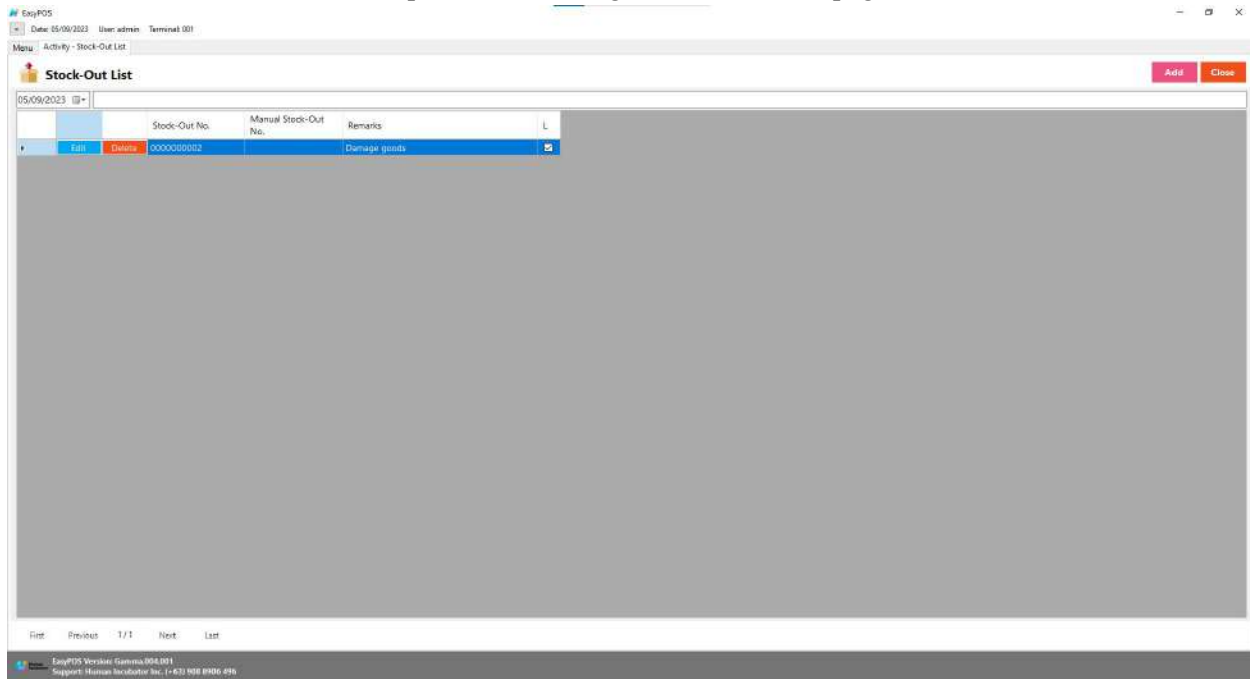 EasyPOS
Date: 05/09/2023 User: admin Terminal: 001
Menu Activity - Stock-Out List
Stock-Out List
Add Close
05/09/2023
Stock-Out No. Manual Stock-Out No. Remarks L
Edit Delete 0000000002 Damage goods
First Previous 1/1 Next Last
EasyPOS Version: Gamma.004.001
Support: Human Incubator Inc. (+63) 908 8906 496